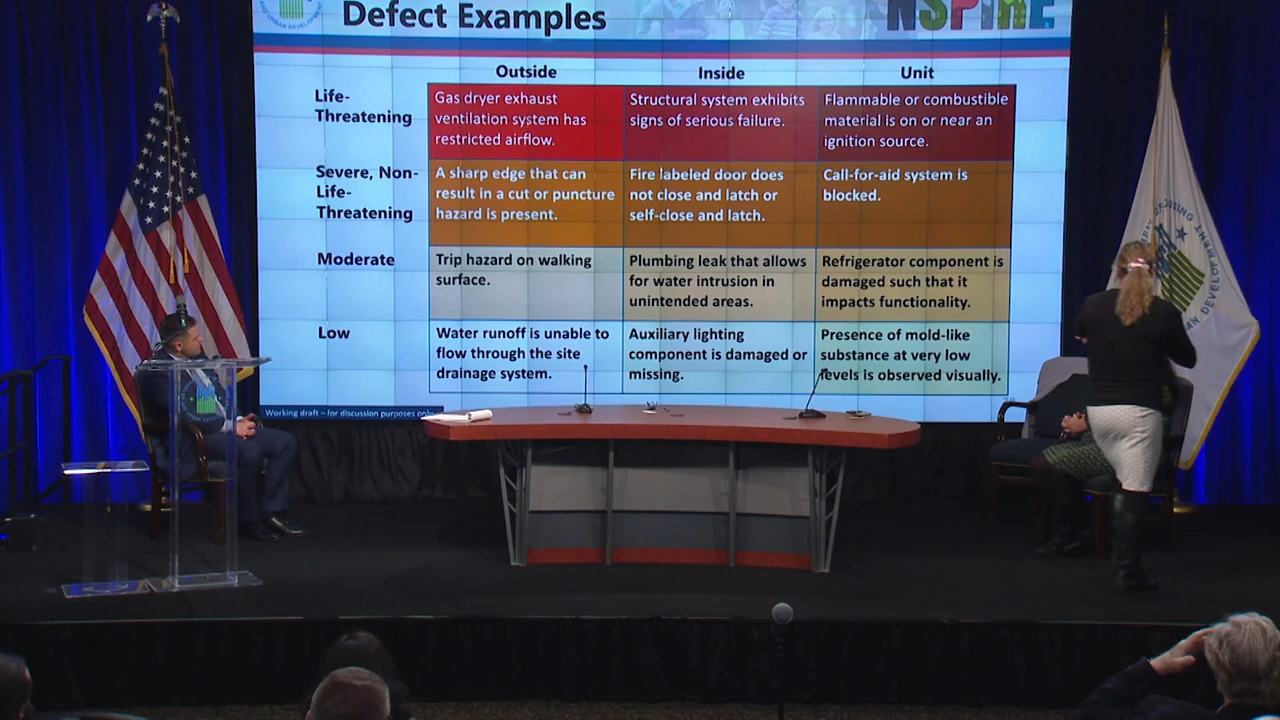 Defect Examples
INSPIRE
AND URBAN DEVELOPMENT
Outside
Inside
Unit
Life-
Threatening
Gas dryer exhaust
ventilation system has
restricted airflow.
Structural system exhibits
signs of serious failure.
Flammable or combustible
material is on or near an
ignition source.
Severe, Non-
Life-
Threatening
A sharp edge that can
result in a cut or puncture
hazard is present.
Fire labeled door does
not close and latch or
self-close and latch.
Call-for-aid system is
blocked.
Moderate
Trip hazard on walking
surface.
Plumbing leak that allows
for water intrusion in
unintended areas.
Refrigerator component is
damaged such that it
impacts functionality.
Low
Water runoff is unable to
flow through the site
drainage system.
Auxiliary lighting
component is damaged or
missing.
Presence of mold-like
substance at very low
levels is observed visually.
Working draft – for discussion purposes only